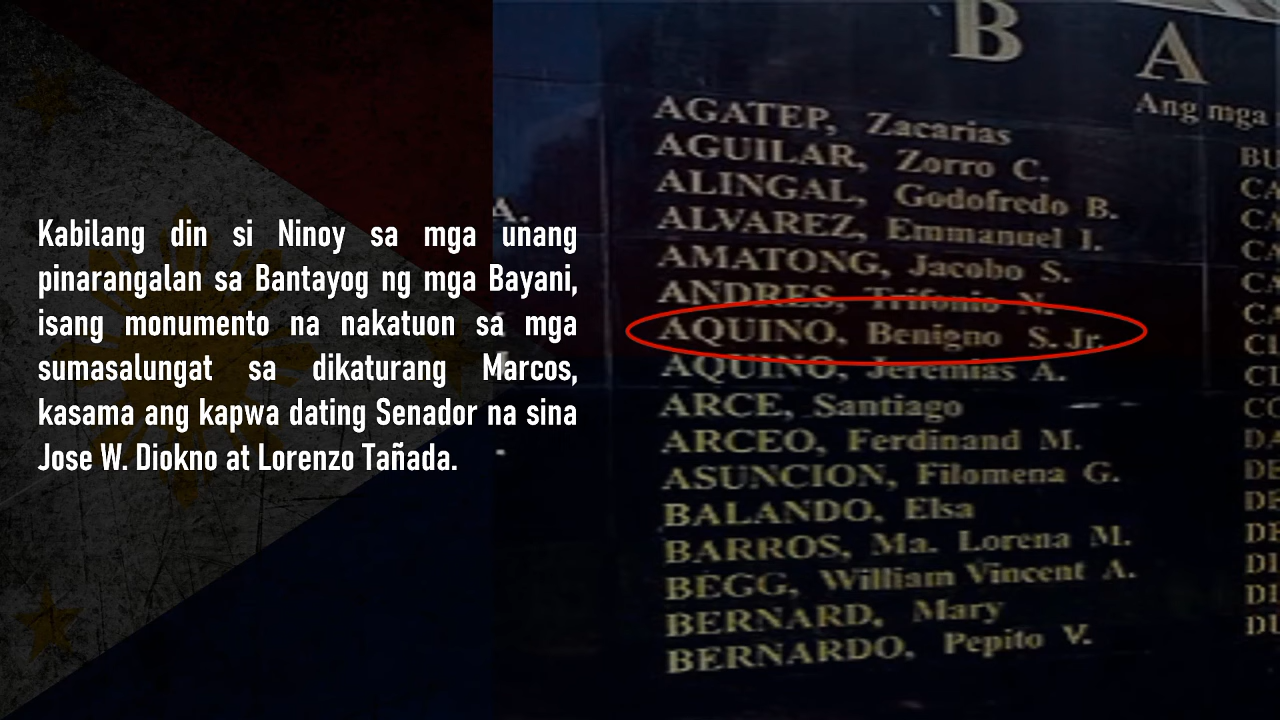 Kabilang din si Ninoy sa mga unang
pinarangalan sa Bantayog ng mga Bayani,
isang monumento na nakatuon sa mga
sumasalungat sa dikaturang Marcos,
kasama ang kapwa dating Senador na sina
Jose W. Diokno at Lorenzo Tañada.
A.
B A
Ang mga
AGATEP, Zacarias
AGUILAR, Zorro C.
ALINGAL, Godofredo B.
ALVAREZ, Emmanuel I.
AMATONG, Jacobo S.
ANDRES, Trifonio N.
AQUINO, Benigno S. Jr.
AQUINO, Jeremias A.
ARCE, Santiago
ARCEO, Ferdinand M.
ASUNCION, Filomena G.
BALANDO, Elsa
BARROS, Ma. Lorena M.
BEGG, William Vincent A.
BERNARD, Mary
BERNARDO, Pepito V.